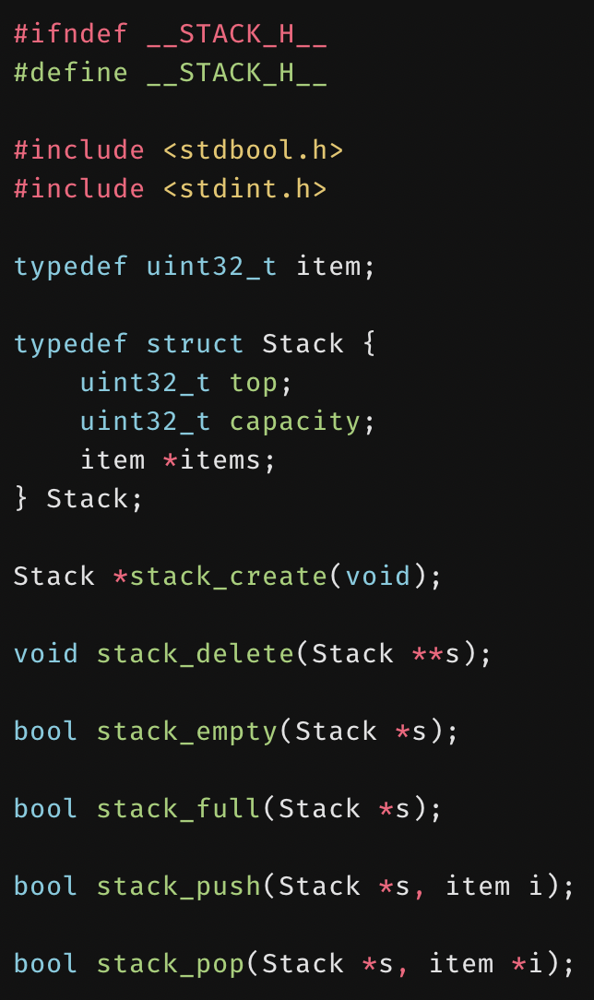 #ifndef __STACK_H__
#define __STACK_H__
#include <stdbool.h>
#include <stdint.h>
typedef uint32_t item;
typedef struct Stack {
    uint32_t top;
    uint32_t capacity;
    item *items;
} Stack;
Stack *stack_create(void);
void stack_delete(Stack **s);
bool stack_empty(Stack *s);
bool stack_full(Stack *s);
bool stack_push(Stack *s, item i);
bool stack_pop(Stack *s, item *i);